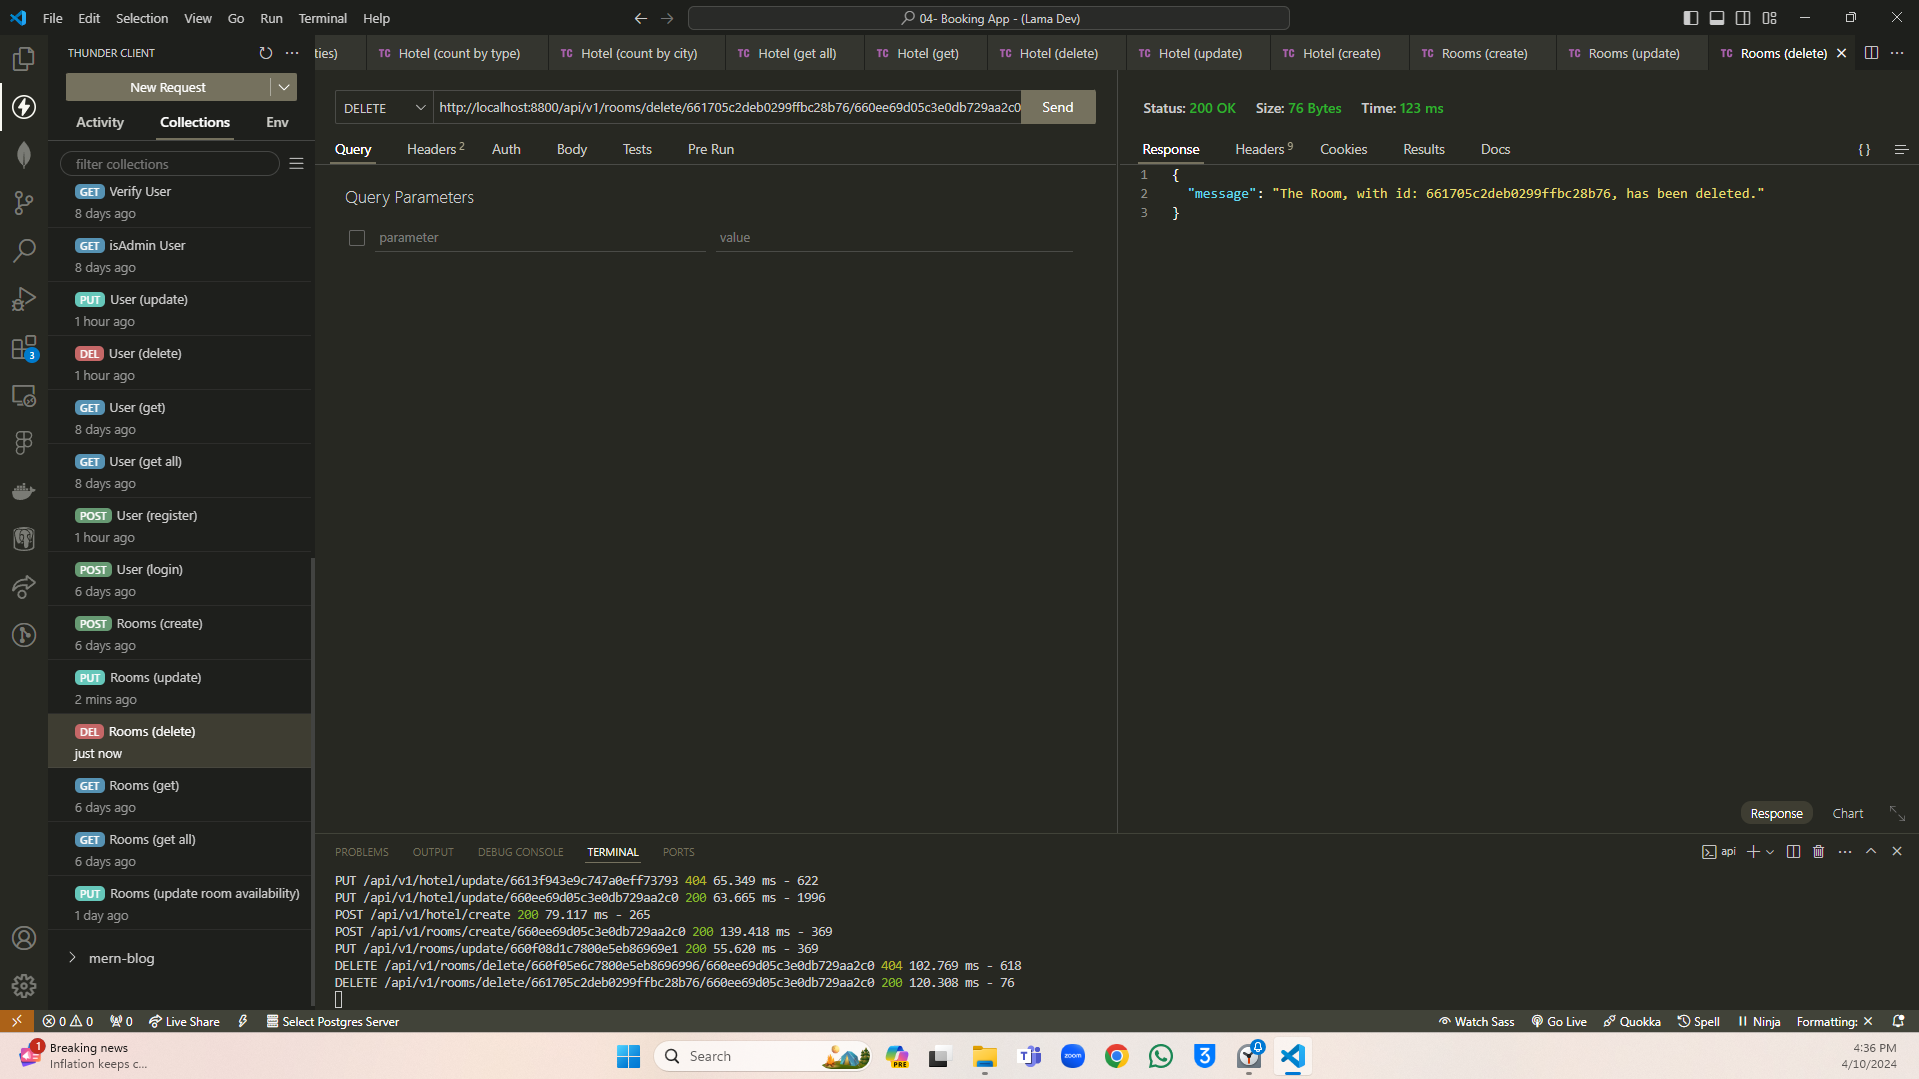 File Edit Selection View Go Run Terminal Help
04- Booking App - (Lama Dev)
THUNDER CLIENT
New Request
Activity Collections Env
filter collections
GET Verify User
8 days ago
GET isAdmin User
8 days ago
PUT User (update)
1 hour ago
DEL User (delete)
1 hour ago
GET User (get)
8 days ago
GET User (get all)
8 days ago
POST User (register)
1 hour ago
POST User (login)
6 days ago
POST Rooms (create)
6 days ago
PUT Rooms (update)
2 mins ago
DEL Rooms (delete)
just now
GET Rooms (get)
6 days ago
GET Rooms (get all)
6 days ago
PUT Rooms (update room availability)
1 day ago
mern-blog
3
ties) TC Hotel (count by type) TC Hotel (count by city) TC Hotel (get all) TC Hotel (get) TC Hotel (delete) TC Hotel (update) TC Hotel (create) TC Rooms (create) TC Rooms (update) TC Rooms (delete)
DELETE http://localhost:8800/api/v1/rooms/delete/661705c2deb0299ffbc28b76/660ee69d05c3e0db729aa2c0 Send
Query Headers 2 Auth Body Tests Pre Run
Query Parameters
parameter value
Status: 200 OK Size: 76 Bytes Time: 123 ms
Response Headers 9 Cookies Results Docs { }
1 {
2 "message": "The Room, with id: 661705c2deb0299ffbc28b76, has been deleted."
3 }
Response Chart
PROBLEMS OUTPUT DEBUG CONSOLE TERMINAL PORTS
api
PUT /api/v1/hotel/update/6613f943e9c747a0eff73793 404 65.349 ms - 622
PUT /api/v1/hotel/update/660ee69d05c3e0db729aa2c0 200 63.665 ms - 1996
POST /api/v1/hotel/create 200 79.117 ms - 265
POST /api/v1/rooms/create/660ee69d05c3e0db729aa2c0 200 139.418 ms - 369
PUT /api/v1/rooms/update/660f08d1c7800e5eb86969e1 200 55.620 ms - 369
DELETE /api/v1/rooms/delete/660f05e6c7800e5eb8696996/660ee69d05c3e0db729aa2c0 404 102.769 ms - 618
DELETE /api/v1/rooms/delete/661705c2deb0299ffbc28b76/660ee69d05c3e0db729aa2c0 200 120.308 ms - 76
0 0 0 Live Share Select Postgres Server Watch Sass Go Live Quokka Spell Ninja Formatting:
1
Breaking news
Inflation keeps c...
Search
PRE
zoom
3
4:36 PM
4/10/2024